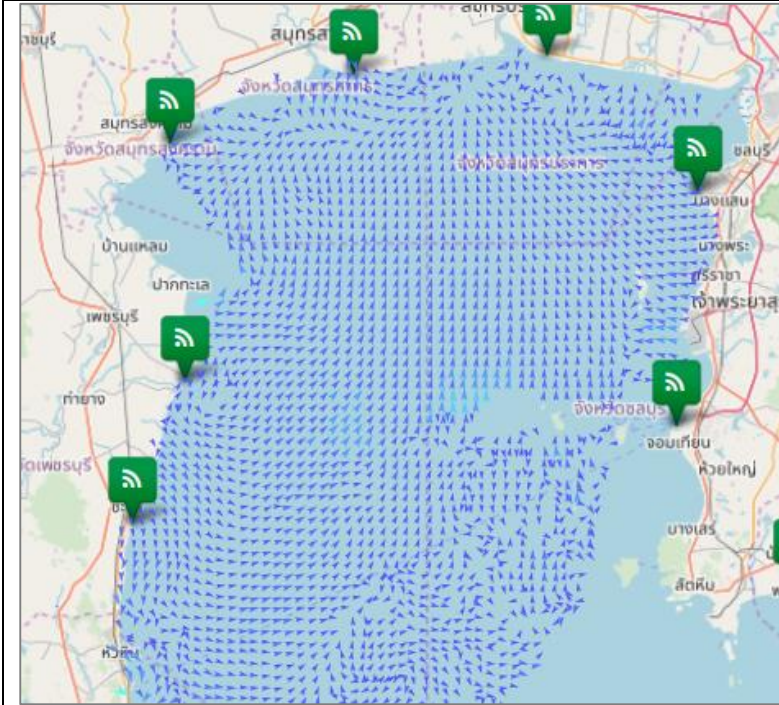 ราชบุรี
จังหวัดสมุทรสาคร
สมุทรสงคราม
จังหวัดสมุทรสงคราม
จังหวัดสมุทรปราการ
ชลบุรี
บางแสน
บ้านแหลม
บางพระ
ปากทะเล
ศรีราชา
เพชรบุรี
ท่ายาง
จังหวัดชลบุรี
จอมเทียน
ห้วยใหญ่
บางเสร่
สัตหีบ
หัวหิน